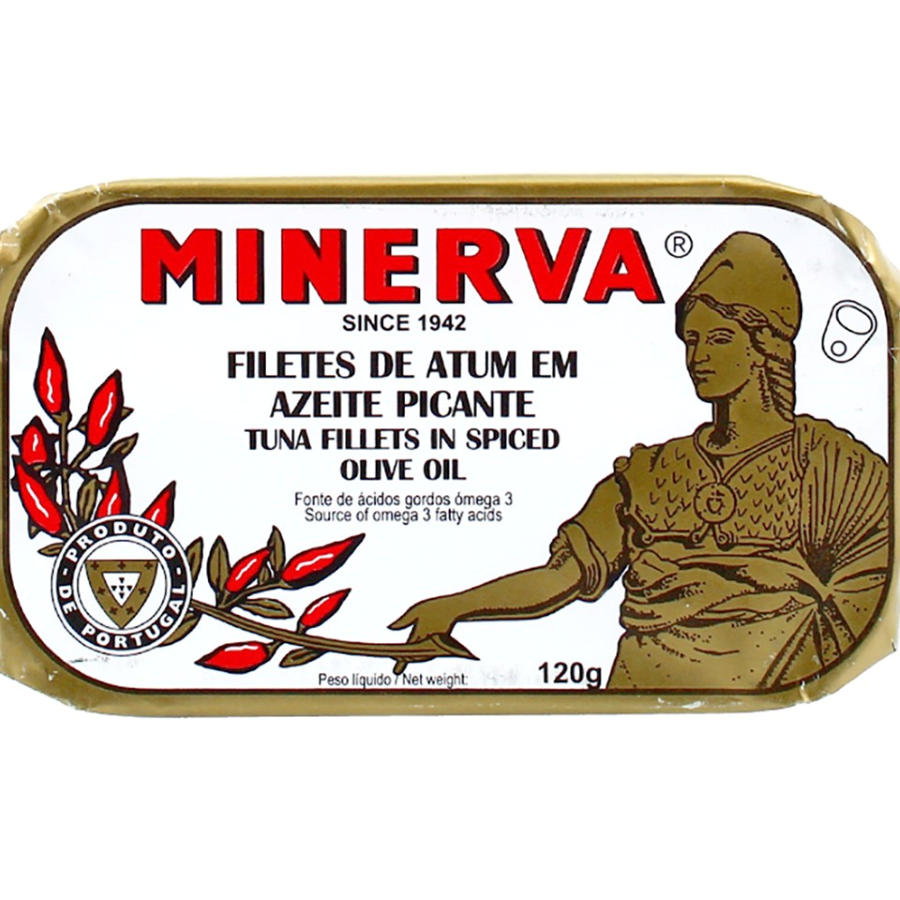 MINERVA®
SINCE 1942
FILETES DE ATUM EM
AZEITE PICANTE
TUNA FILLETS IN SPICED
OLIVE OIL
Fonte de ácidos gordos ómega 3
Source of omega 3 fatty acids
· PRODUTO ·
DE PORTUGAL
Peso líquido / Net weight: 120g